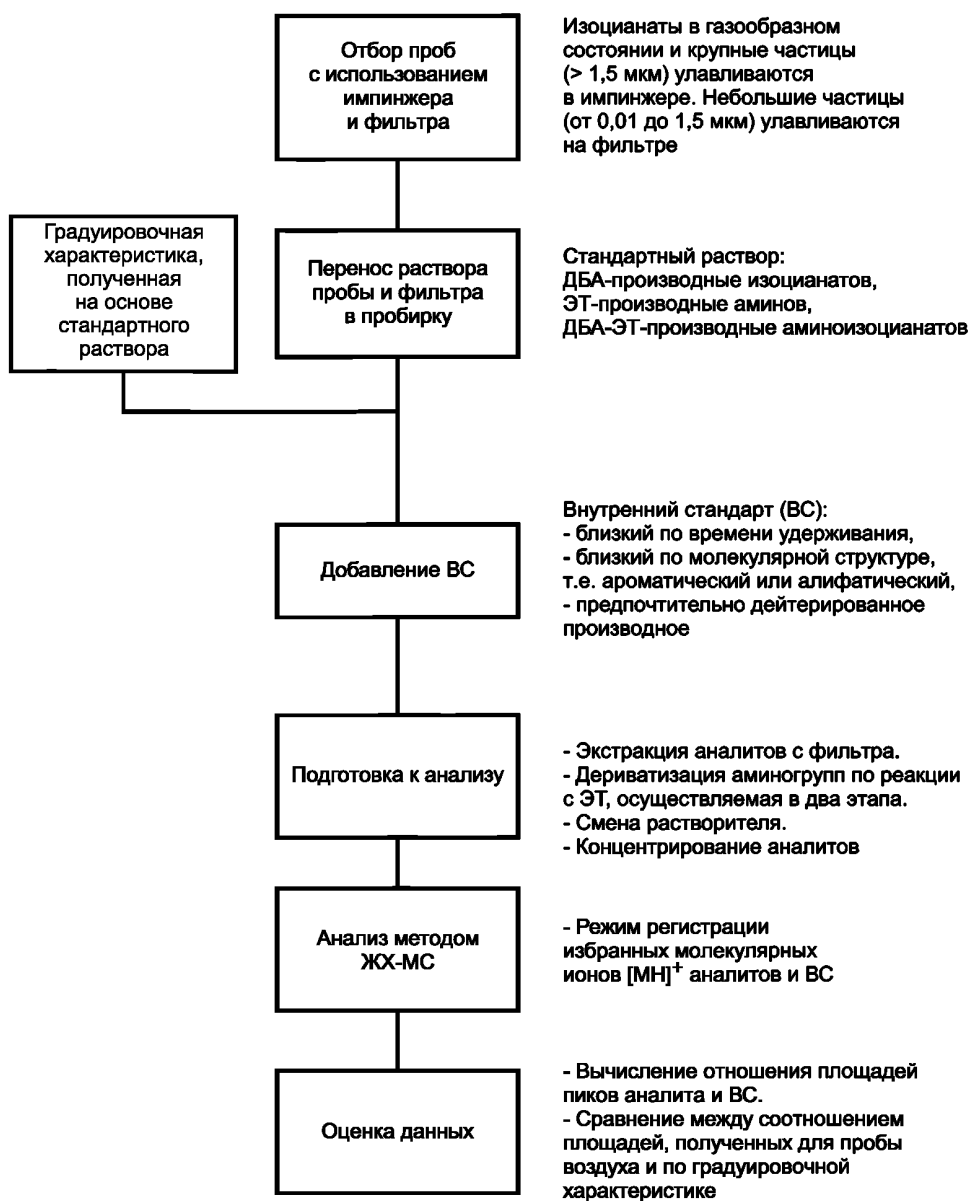 Отбор проб
с использованием
импинжера
и фильтра
Изоцианаты в газообразном
состоянии и крупные частицы
(> 1,5 мкм) улавливаются
в импинжере. Небольшие частицы
(от 0,01 до 1,5 мкм) улавливаются
на фильтре
Градуировочная
характеристика,
полученная
на основе
стандартного
раствора
Перенос раствора
пробы и фильтра
в пробирку
Стандартный раствор:
ДБА-производные изоцианатов,
ЭТ-производные аминов,
ДБА-ЭТ-производные аминоизоцианатов
Добавление ВС
Внутренний стандарт (ВС):
- близкий по времени удерживания,
- близкий по молекулярной структуре,
т.е. ароматический или алифатический,
- предпочтительно дейтерированное
производное
Подготовка к анализу
- Экстракция аналитов с фильтра.
- Дериватизация аминогрупп по реакции
с ЭТ, осуществляемая в два этапа.
- Смена растворителя.
- Концентрирование аналитов
Анализ методом
ЖХ-МС
- Режим регистрации
избранных молекулярных
ионов [МН]⁺ аналитов и ВС
Оценка данных
- Вычисление отношения площадей
пиков аналита и ВС.
- Сравнение между соотношением
площадей, полученных для пробы
воздуха и по градуировочной
характеристике